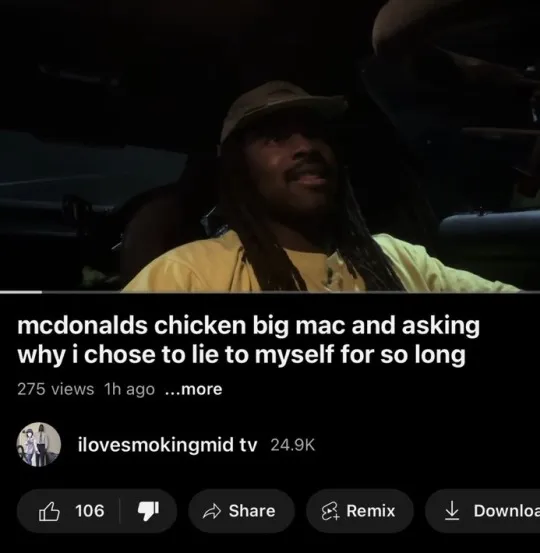 mcdonalds chicken big mac and asking
why i chose to lie to myself for so long
275 views 1h ago ...more
ilovesmokingmid tv 24.9K
106 Share Remix Downloa